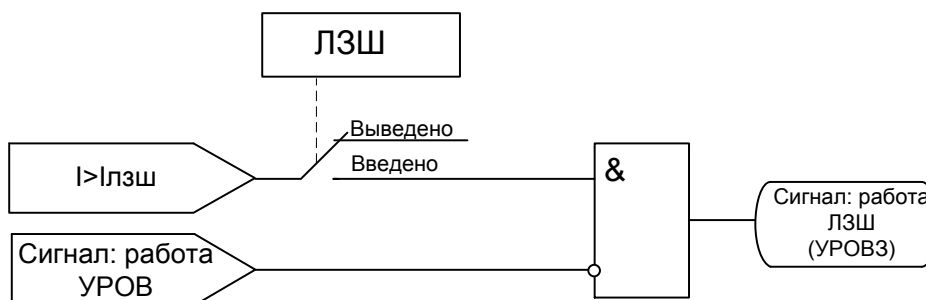 ЛЗШ
Выведено
Введено
I>Iлзш
&
Сигнал: работа
ЛЗШ
(УРОВЗ)
Сигнал: работа
УРОВ